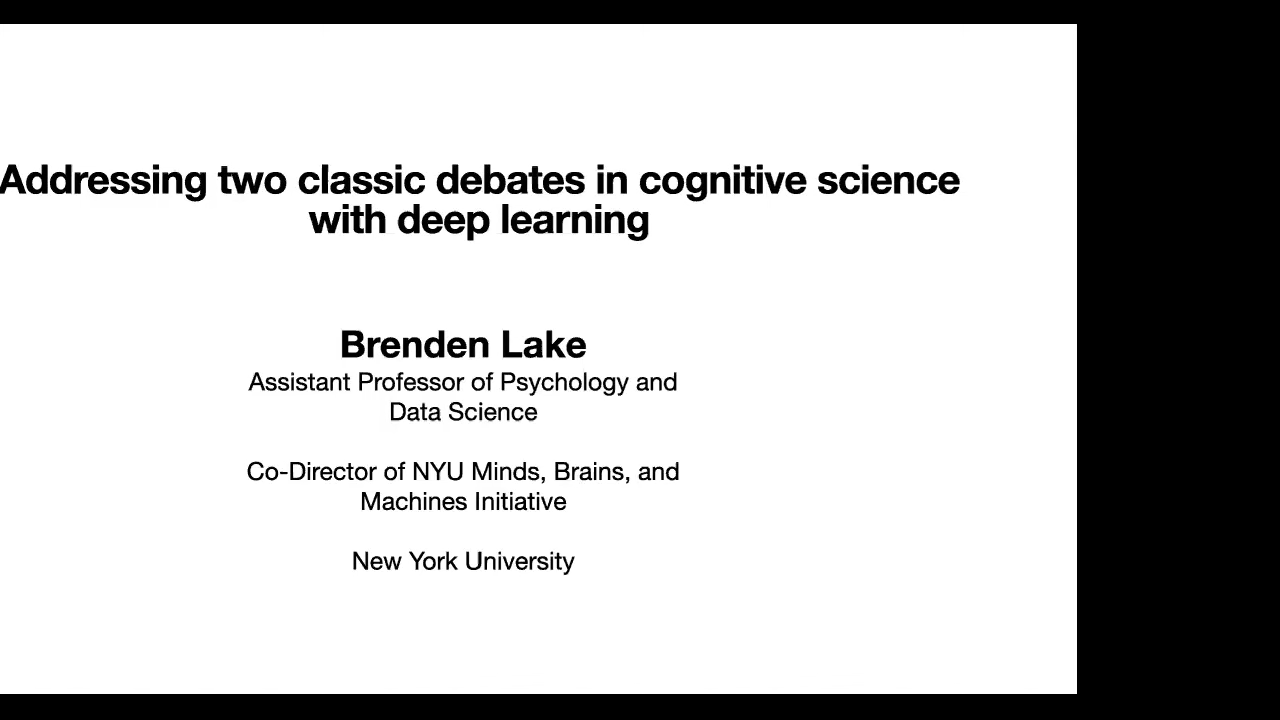 Addressing two classic debates in cognitive science
with deep learning
Brenden Lake
Assistant Professor of Psychology and
Data Science
Co-Director of NYU Minds, Brains, and
Machines Initiative
New York University